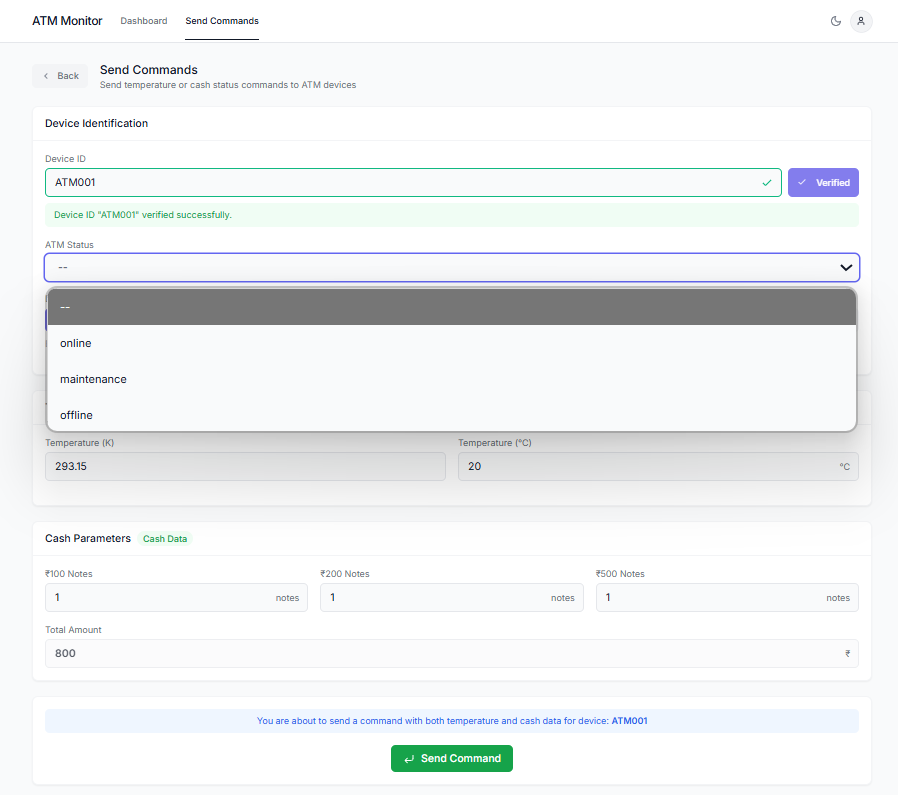 ATM Monitor Dashboard Send Commands
Back
Send Commands
Send temperature or cash status commands to ATM devices
Device Identification
Device ID
ATM001
Verified
Device ID "ATM001" verified successfully.
ATM Status
--
--
online
maintenance
offline
Temperature (K) Temperature (°C)
293.15 20 °C
Cash Parameters Cash Data
₹100 Notes ₹200 Notes ₹500 Notes
1 notes 1 notes 1 notes
Total Amount
800 ₹
You are about to send a command with both temperature and cash data for device: ATM001
Send Command